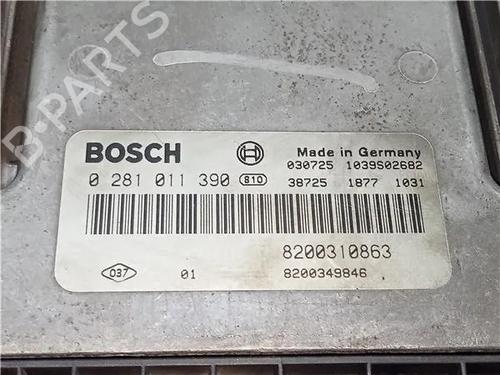 B-PARTS
BOSCH
Made in Germany
030725 1039S02682
0 281 011 390 810
38725 1877 1031
8200310863
037 01 8200349846